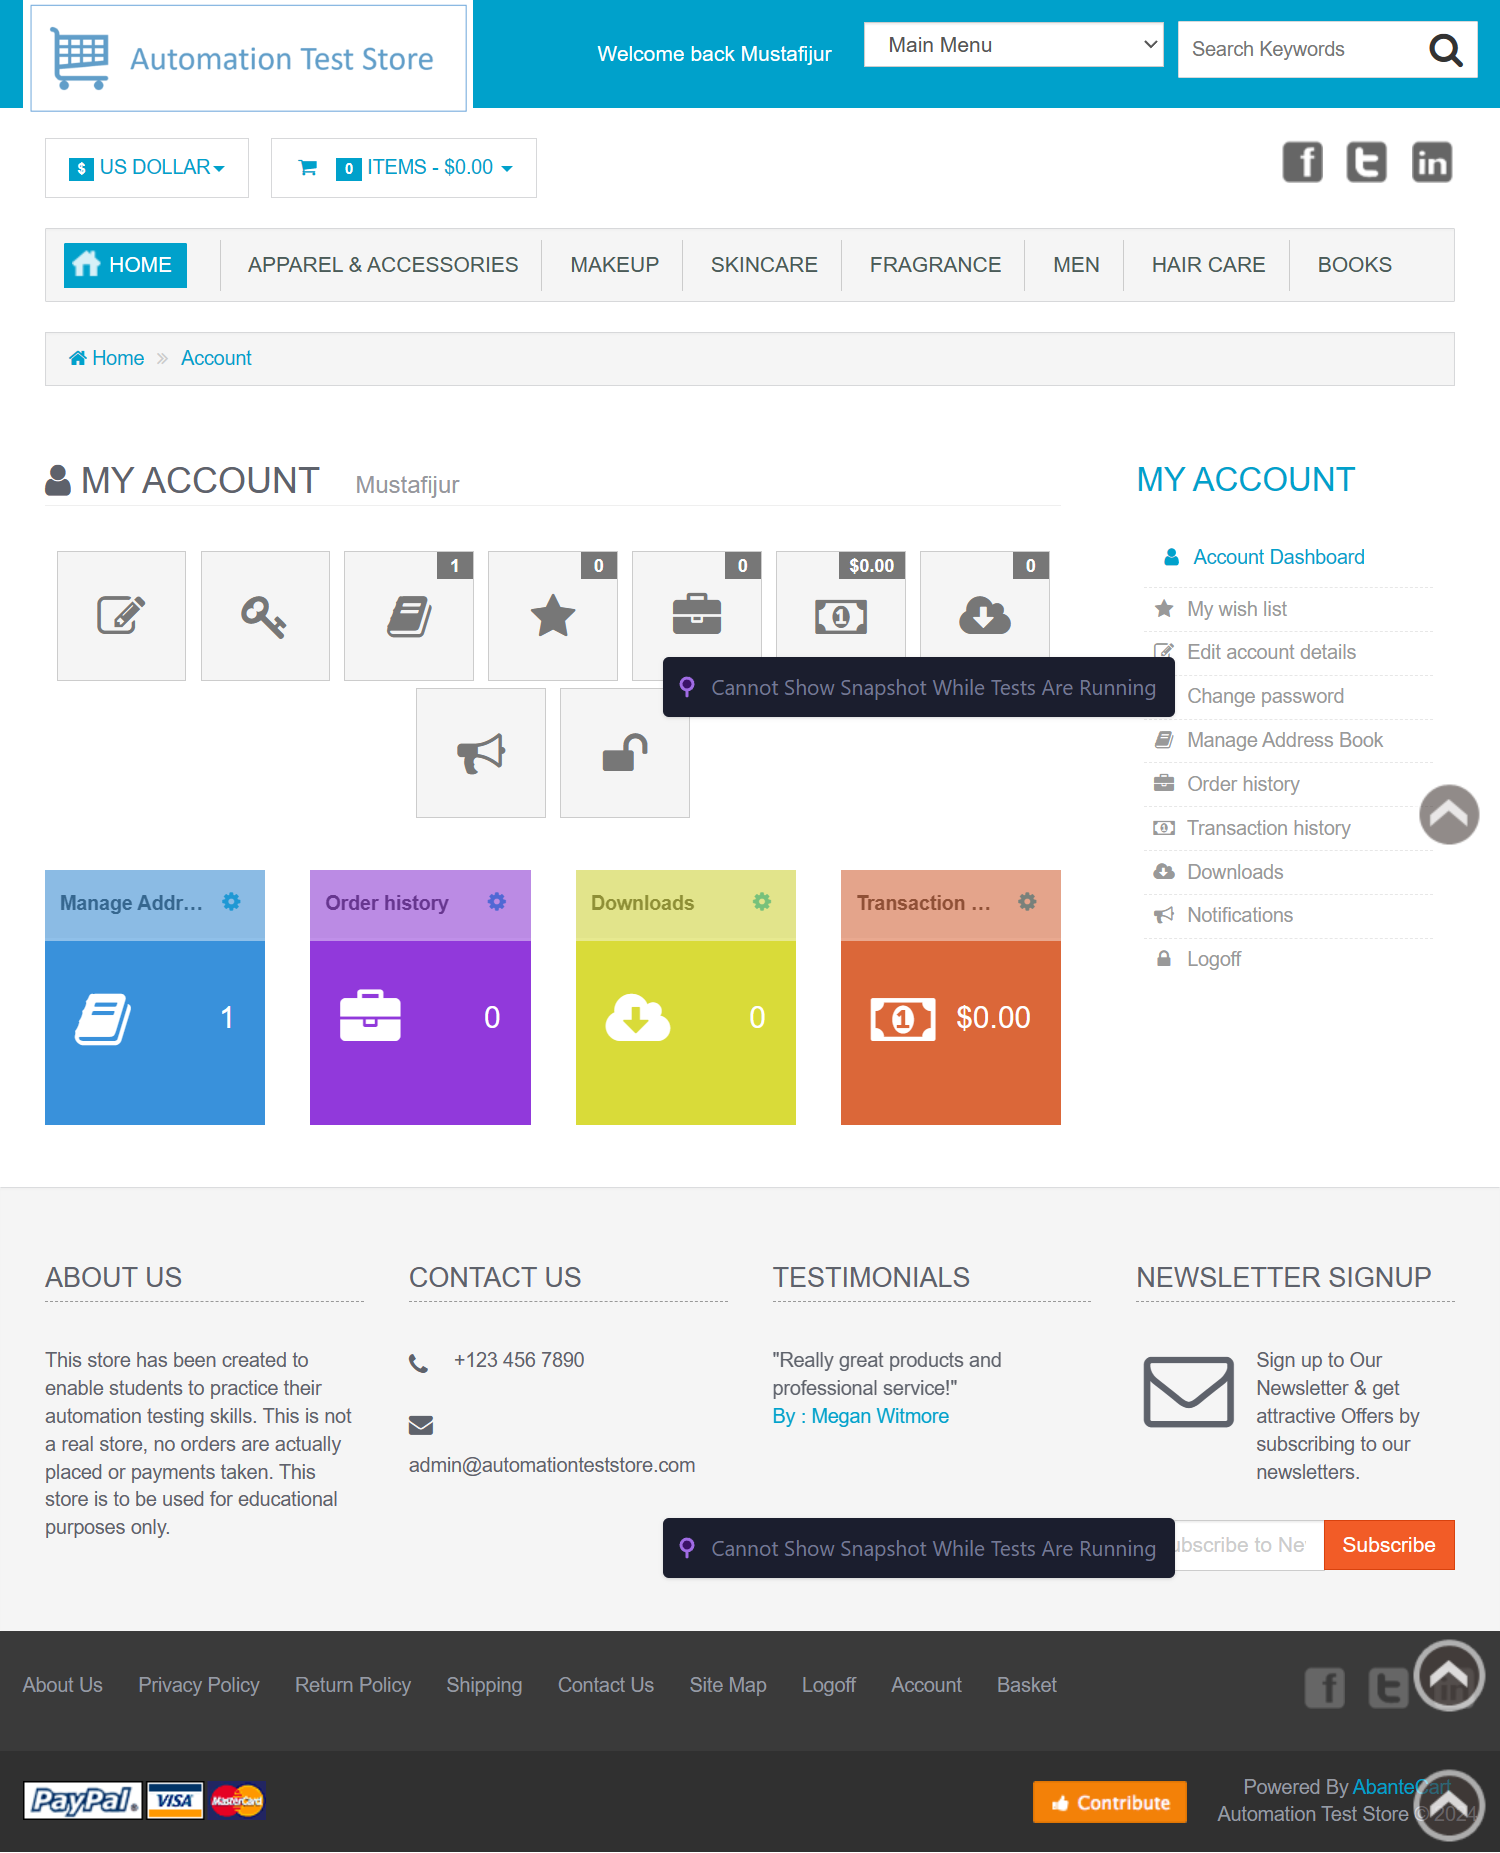 Automation Test Store
Welcome back Mustafijur
Main Menu
Search Keywords
$ US DOLLAR
0 ITEMS - $0.00
f t in
HOME APPAREL & ACCESSORIES MAKEUP SKINCARE FRAGRANCE MEN HAIR CARE BOOKS
Home Account
MY ACCOUNT Mustafijur
1 0 0 $0.00 0
1
Cannot Show Snapshot While Tests Are Running
Manage Addr... Order history Downloads Transaction ...
1 0 0 1 $0.00
MY ACCOUNT
Account Dashboard
My wish list
Edit account details
Change password
Manage Address Book
Order history
Transaction history
Downloads
Notifications
Logoff
ABOUT US
This store has been created to
enable students to practice their
automation testing skills. This is not
a real store, no orders are actually
placed or payments taken. This
store is to be used for educational
purposes only.
CONTACT US
+123 456 7890
admin@automationteststore.com
TESTIMONIALS
"Really great products and
professional service!"
By : Megan Witmore
NEWSLETTER SIGNUP
Sign up to Our
Newsletter & get
attractive Offers by
subscribing to our
newsletters.
Cannot Show Snapshot While Tests Are Running
ubscribe to Ne
Subscribe
About Us Privacy Policy Return Policy Shipping Contact Us Site Map Logoff Account Basket
f t in
PayPal VISA MasterCard
Contribute
Powered By AbanteCart
Automation Test Store © 2024